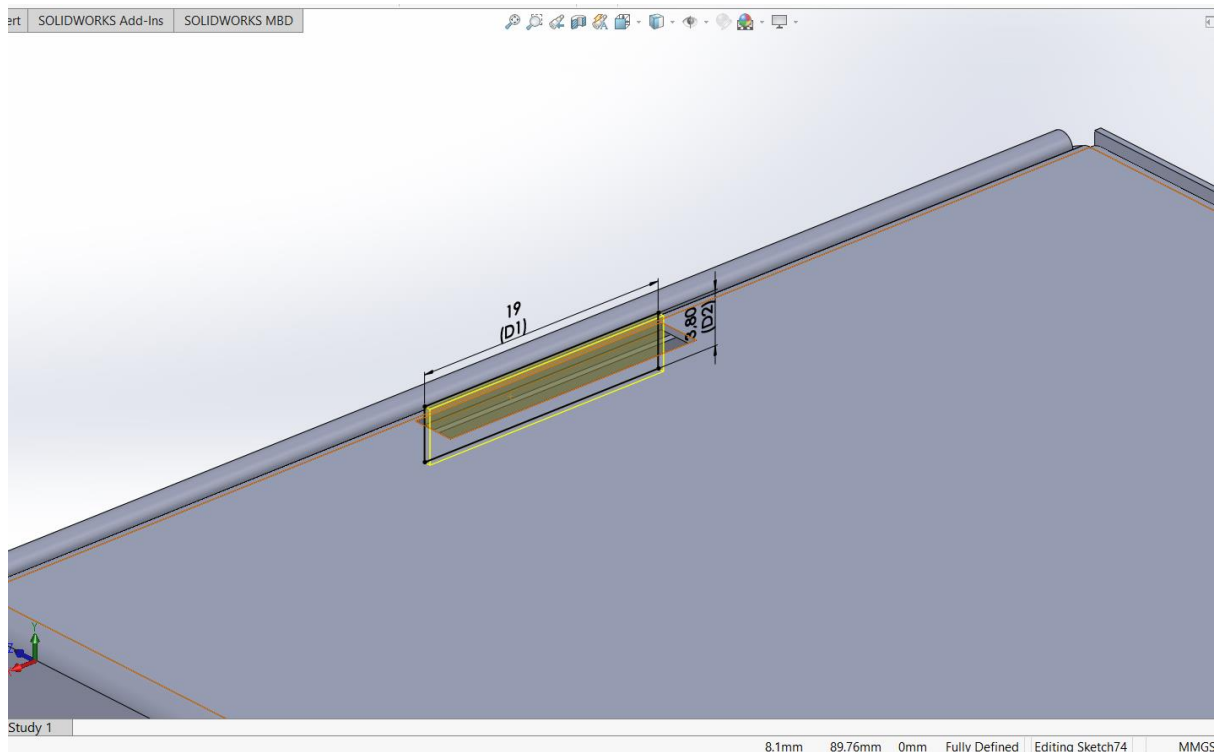 ert SOLIDWORKS Add-Ins SOLIDWORKS MBD
19
(D1)
3.80
(D2)
Y
Z
Study 1
8.1mm 89.76mm 0mm Fully Defined Editing Sketch74 MMGS